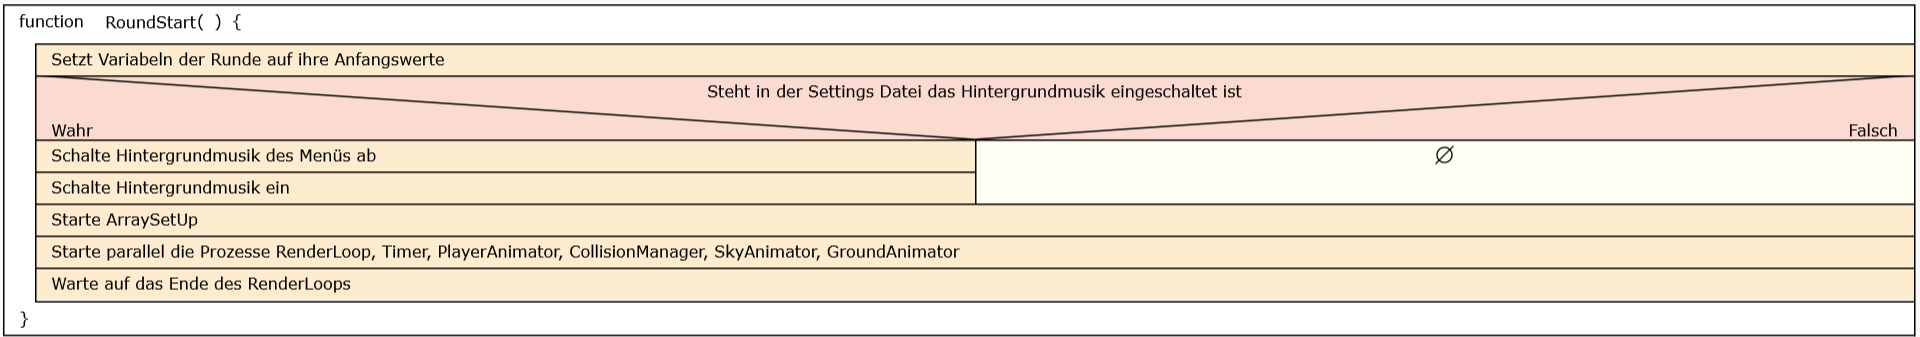 function RoundStart( ) {
Setzt Variabeln der Runde auf ihre Anfangswerte
Steht in der Settings Datei das Hintergrundmusik eingeschaltet ist
Wahr
Falsch
Schalte Hintergrundmusik des Menüs ab
∅
Schalte Hintergrundmusik ein
Starte ArraySetUp
Starte parallel die Prozesse RenderLoop, Timer, PlayerAnimator, CollisionManager, SkyAnimator, GroundAnimator
Warte auf das Ende des RenderLoops
}